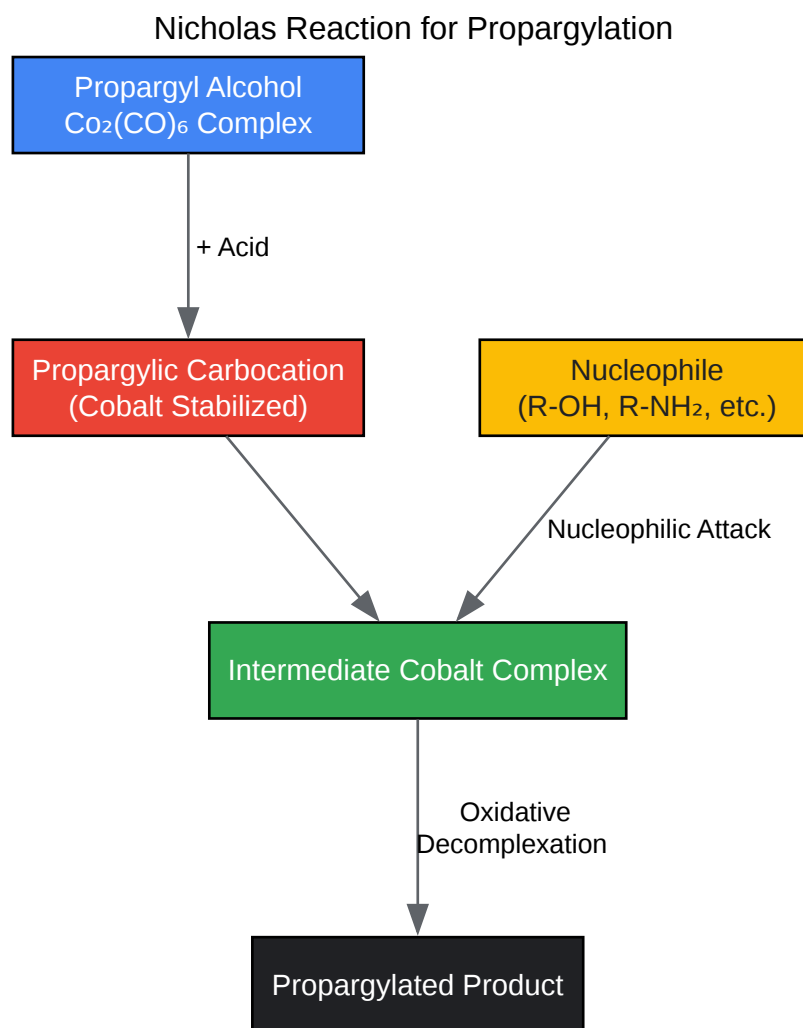 Nicholas Reaction for Propargylation
Propargyl Alcohol
Co₂(CO)₆ Complex
+ Acid
Propargylic Carbocation
(Cobalt Stabilized)
Nucleophile
(R-OH, R-NH₂, etc.)
Nucleophilic Attack
Intermediate Cobalt Complex
Oxidative
Decomplexation
Propargylated Product